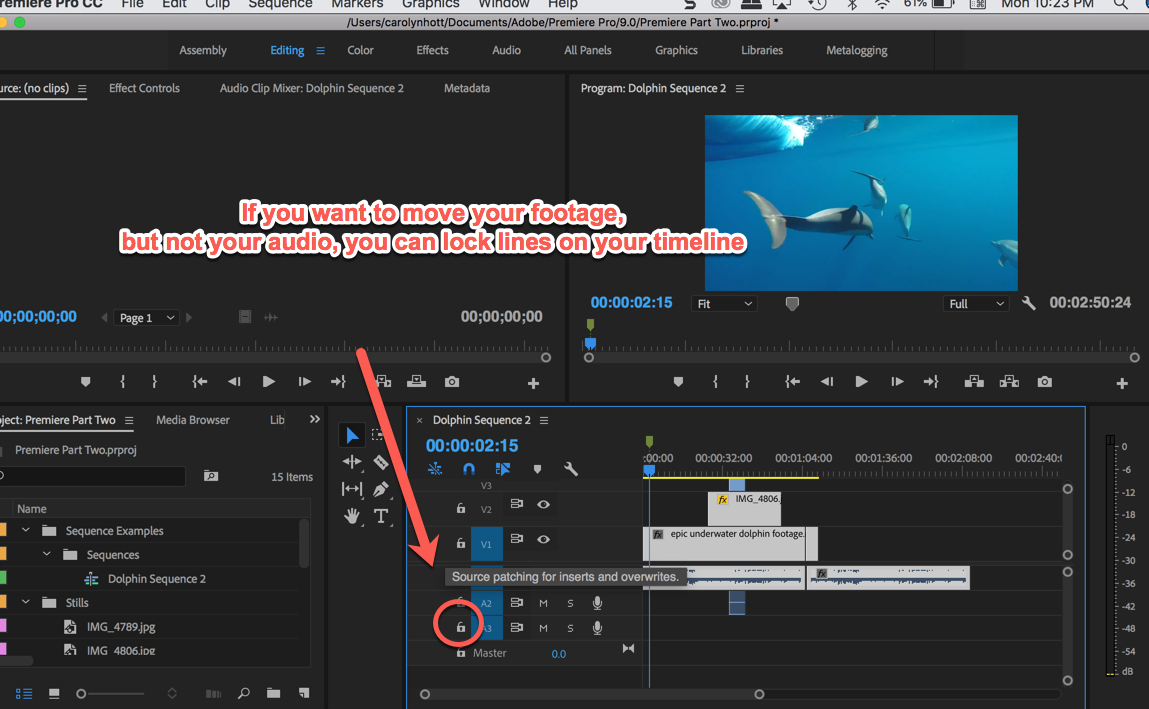 Premiere Pro CC File Edit Clip Sequence Markers Graphics Window Help 61% Mon 10:23 PM
/Users/carolynhott/Documents/Adobe/Premiere Pro/9.0/Premiere Part Two.prproj *
Assembly Editing Color Effects Audio All Panels Graphics Libraries Metalogging
urce: (no clips) Effect Controls Audio Clip Mixer: Dolphin Sequence 2 Metadata Program: Dolphin Sequence 2
If you want to move your footage,
but not your audio, you can lock lines on your timeline
00;00;00;00 Page 1 00;00;00;00 00:00:02:15 Fit Full 00:02:50:24
oject: Premiere Part Two Media Browser Lib
Premiere Part Two.prproj
15 Items
Name
Sequence Examples
Sequences
Dolphin Sequence 2
Stills
IMG_4789.jpg
IMG_4806.jpg
× Dolphin Sequence 2
00:00:02:15
:00:00 00:00:32:00 00:01:04:00 00:01:36:00 00:02:08:00 00:02:40:
V3
V2 fx IMG_4806.
V1 fx epic underwater dolphin footage.
Source patching for inserts and overwrites. fx
A2 M S
A3 M S
Master 0.0
0
-6
-12
-18
-24
-30
-36
-42
-48
-54
dB